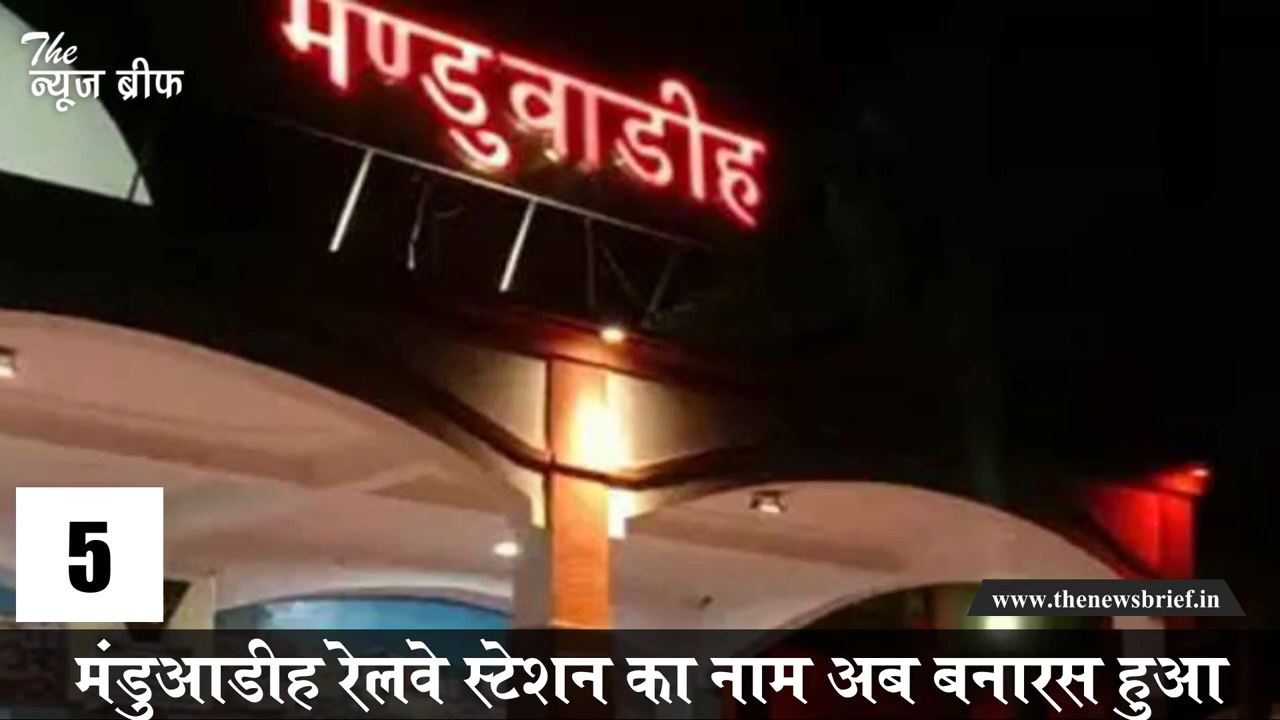 The
न्यूज ब्रीफ
मण्डुवाडीह
5
www.thenewsbrief.in
मंडुआडीह रेलवे स्टेशन का नाम अब बनारस हुआ